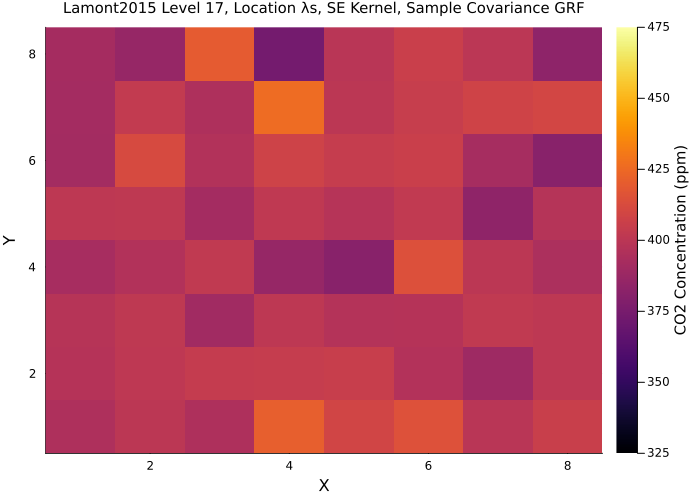 Lamont2015 Level 17, Location λs, SE Kernel, Sample Covariance GRF
8
6
4
2
Y
2 4 6 8
X
475
450
425
400
375
350
325
CO2 Concentration (ppm)